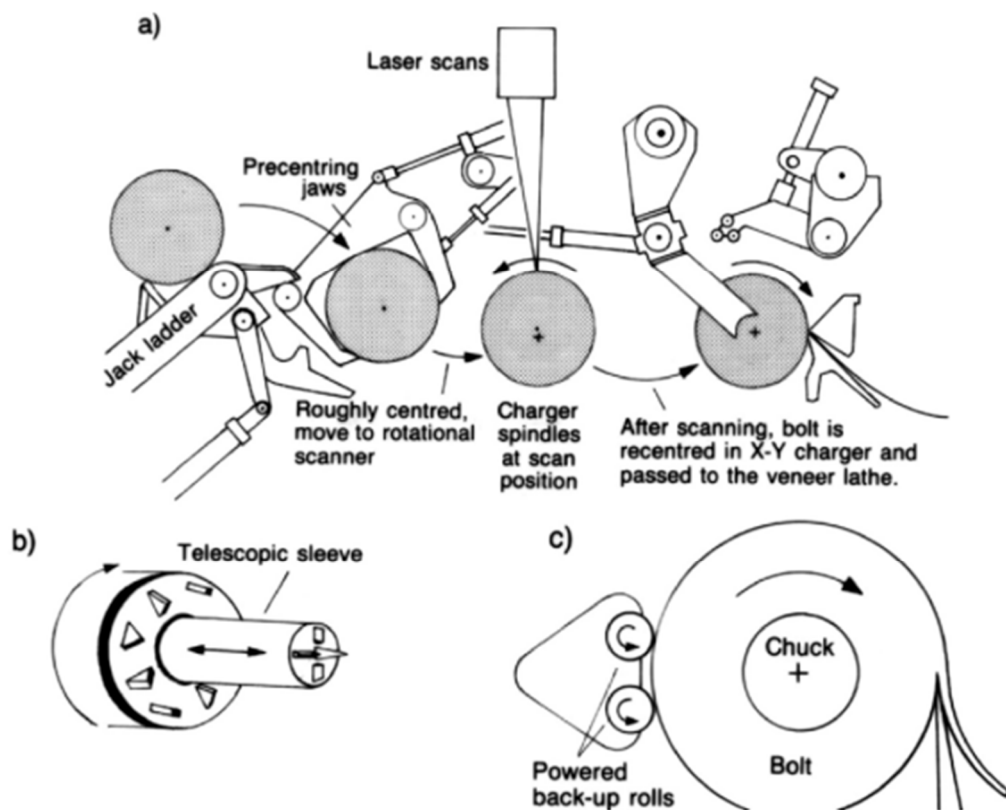 a)
Laser scans
Precentring
jaws
Jack ladder
Roughly centred,
move to rotational
scanner
Charger
spindles
at scan
position
After scanning, bolt is
recentred in X-Y charger and
passed to the veneer lathe.
b)
Telescopic sleeve
c)
Chuck
Powered
back-up rolls
Bolt